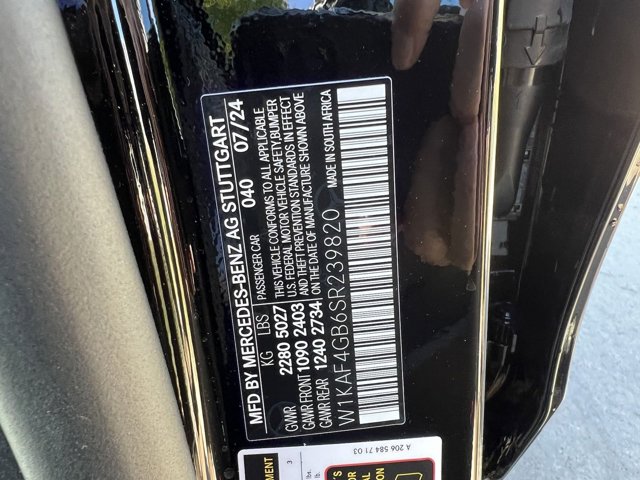 MFD BY MERCEDES-BENZ AG STUTTGART
PASSENGER CAR 040 07/24
KG LBS
GVWR 2280 5027
GAWR FRONT 1090 2403
GAWR REAR 1240 2734
THIS VEHICLE CONFORMS TO ALL APPLICABLE
U.S. FEDERAL MOTOR VEHICLE SAFETY, BUMPER
AND THEFT PREVENTION STANDARDS IN EFFECT
ON THE DATE OF MANUFACTURE SHOWN ABOVE
W1KAF4GB6SR239820
MADE IN SOUTH AFRICA
A 206 584 71 03
3